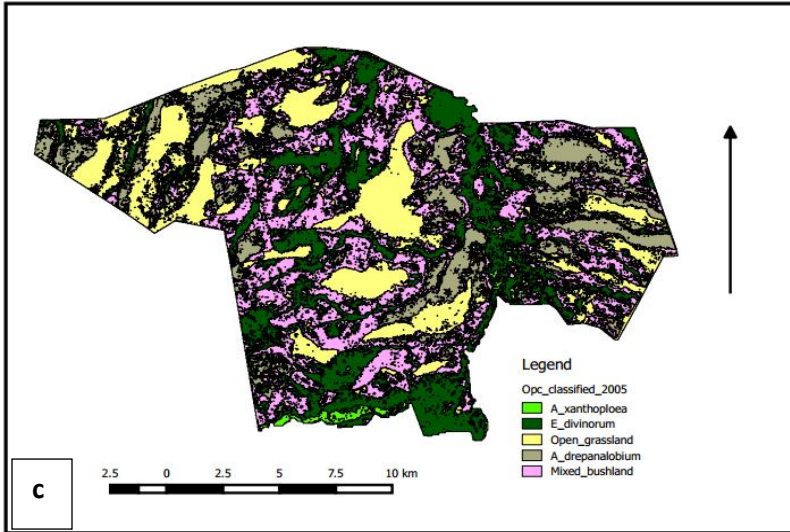 Legend
Opc_classified_2005
A_xanthoploea
E_divinorum
Open_grassland
A_drepanalobium
Mixed_bushland
c
2.5 0 2.5 5 7.5 10 km